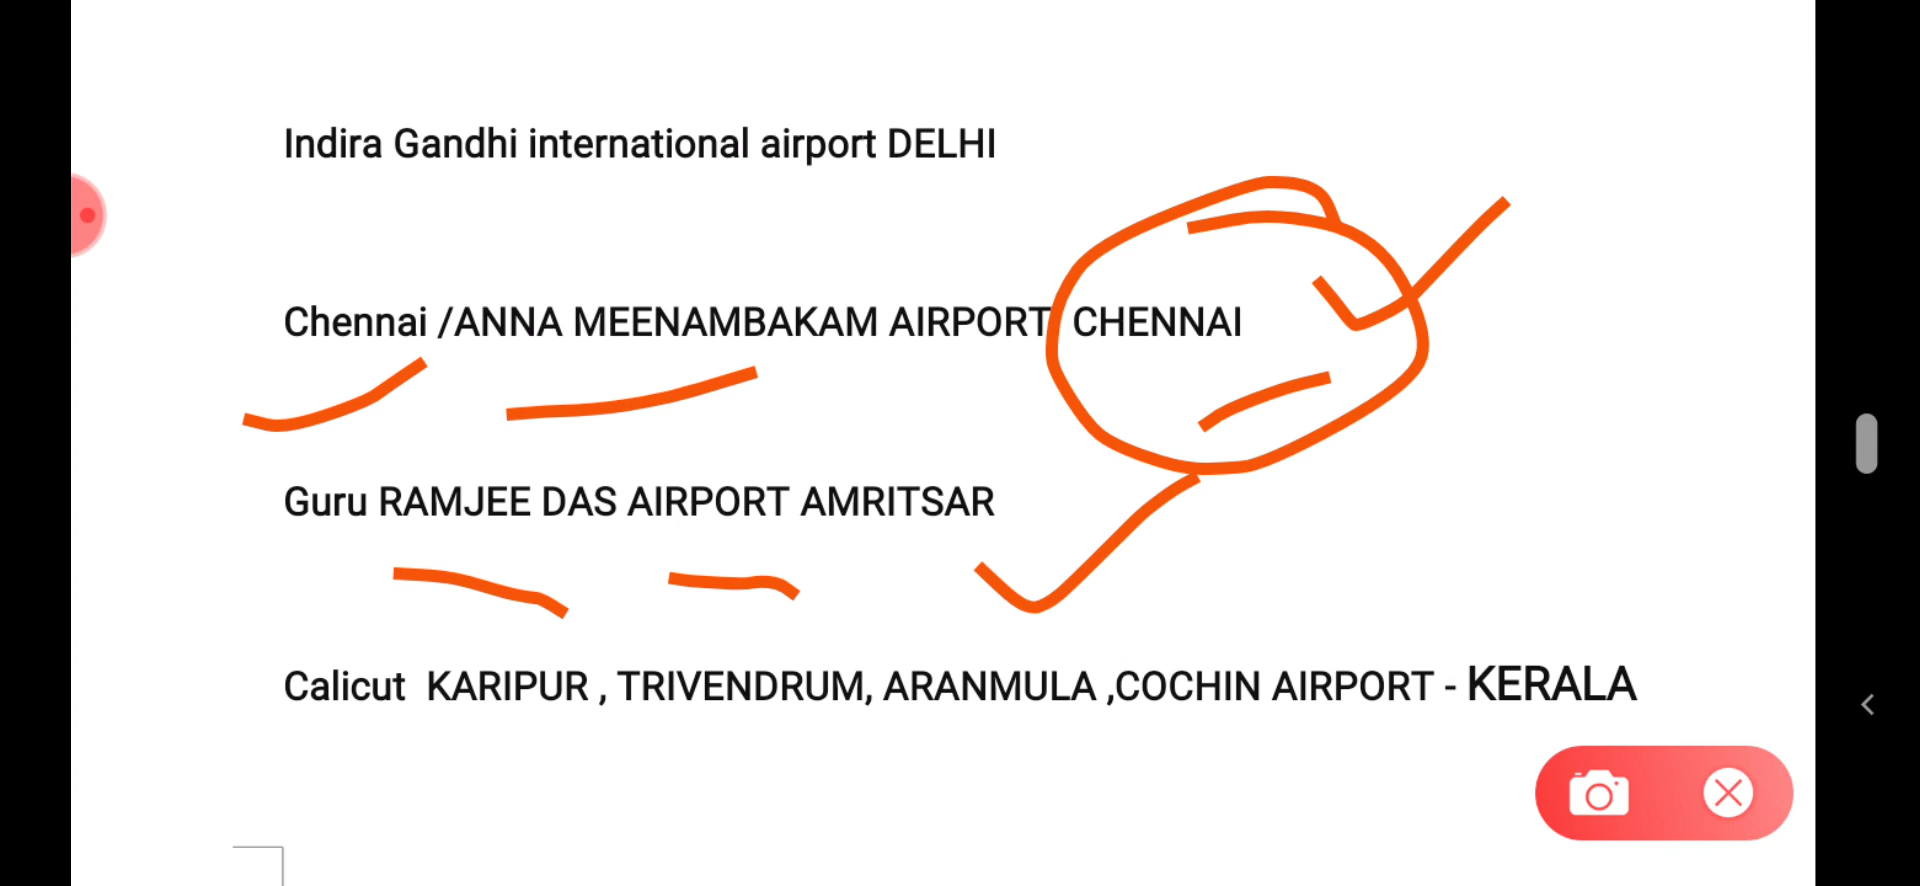 Indira Gandhi international airport DELHI
Chennai /ANNA MEENAMBAKAM AIRPORT CHENNAI
Guru RAMJEE DAS AIRPORT AMRITSAR
Calicut KARIPUR , TRIVENDRUM, ARANMULA ,COCHIN AIRPORT - KERALA